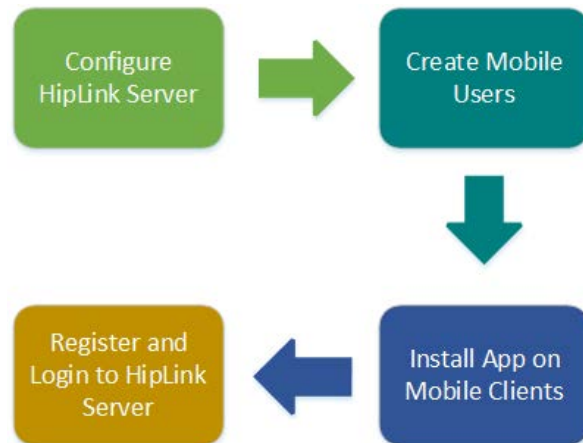 Configure
HipLink Server
Create Mobile
Users
Install App on
Mobile Clients
Register and
Login to HipLink
Server